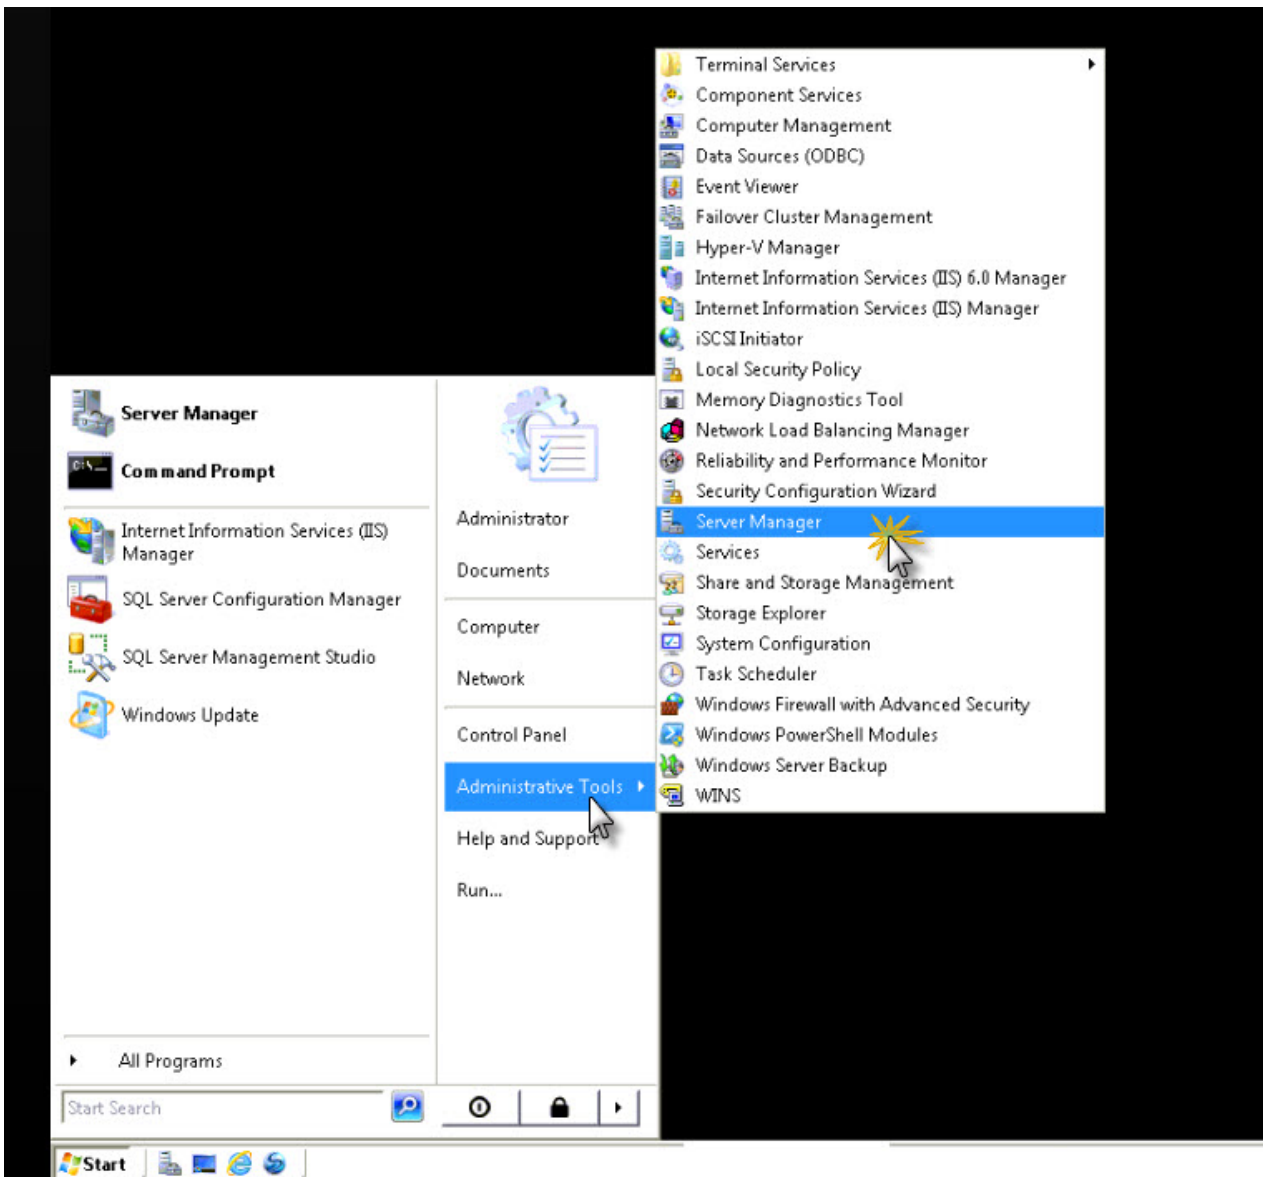 Terminal Services
Component Services
Computer Management
Data Sources (ODBC)
Event Viewer
Failover Cluster Management
Hyper-V Manager
Internet Information Services (IIS) 6.0 Manager
Internet Information Services (IIS) Manager
iSCSI Initiator
Local Security Policy
Memory Diagnostics Tool
Network Load Balancing Manager
Reliability and Performance Monitor
Security Configuration Wizard
Server Manager
Services
Share and Storage Management
Storage Explorer
System Configuration
Task Scheduler
Windows Firewall with Advanced Security
Windows PowerShell Modules
Windows Server Backup
WINS
Server Manager
C:\_
Command Prompt
Internet Information Services (IIS)
Manager
SQL Server Configuration Manager
SQL Server Management Studio
Windows Update
All Programs
Start Search
Administrator
Documents
Computer
Network
Control Panel
Administrative Tools
Help and Support
Run...
Start